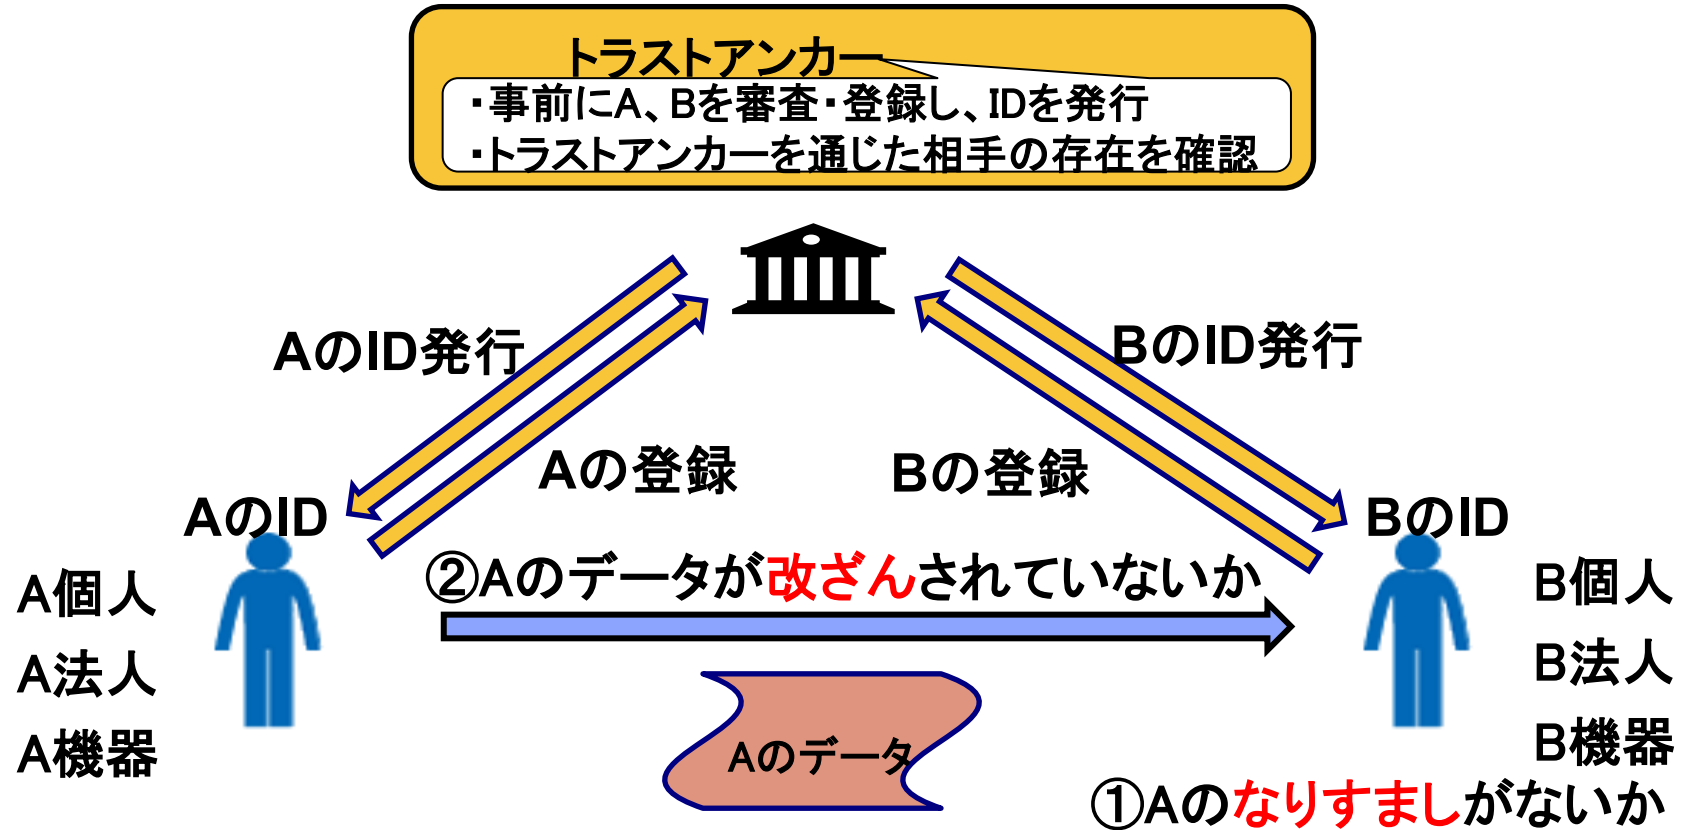 トラストアンカー
・事前にA、Bを審査・登録し、IDを発行
・トラストアンカーを通じた相手の存在を確認
AのID発行
BのID発行
Aの登録
Bの登録
AのID
BのID
②Aのデータが改ざんされていないか
A個人
A法人
A機器
B個人
B法人
B機器
Aのデータ
①Aのなりすましがないか